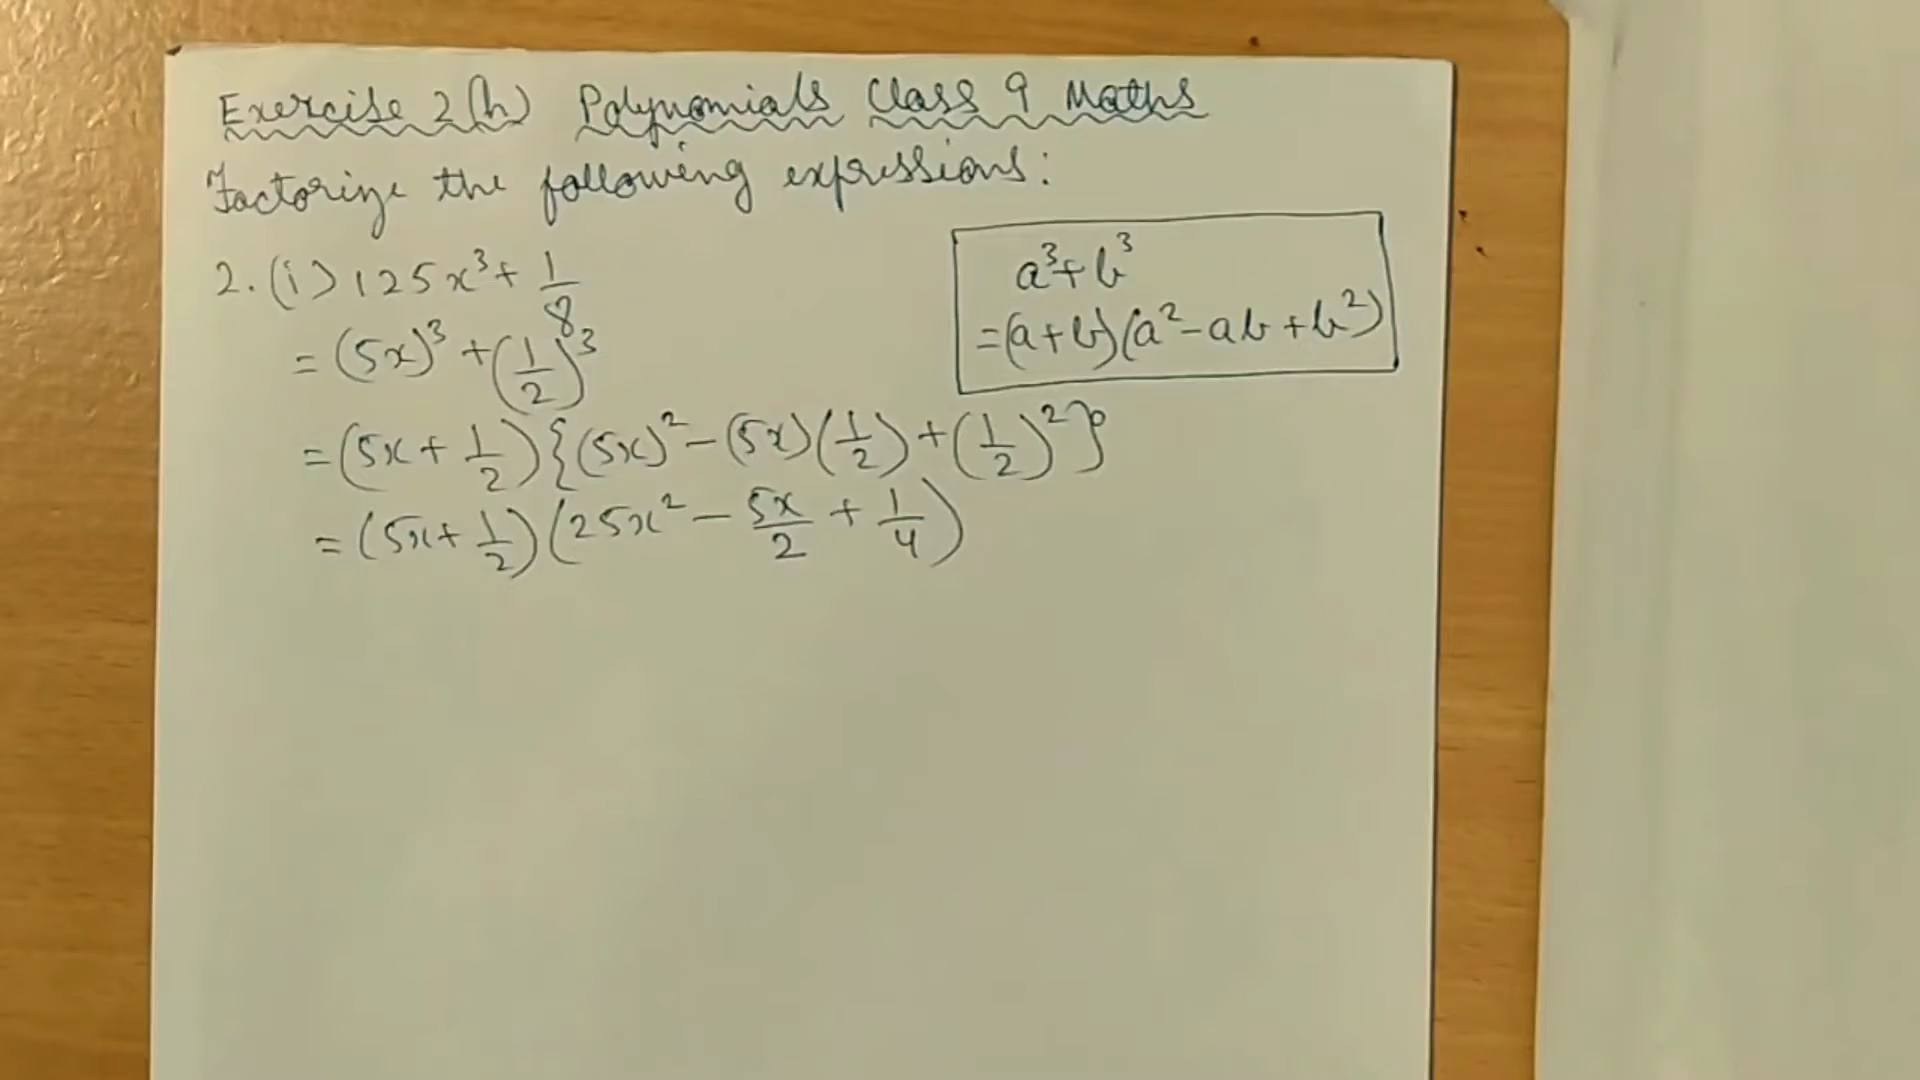 Exercise 2(h) Polynomials Class 9 Maths
Factorize the following expressions:
2. (i) 125x³ + 1/8
= (5x)³ + (1/2)³
= (5x + 1/2) {(5x)² - (5x)(1/2) + (1/2)²}
= (5x + 1/2) (25x² - 5x/2 + 1/4)
a³ + b³
= (a + b)(a² - ab + b²)